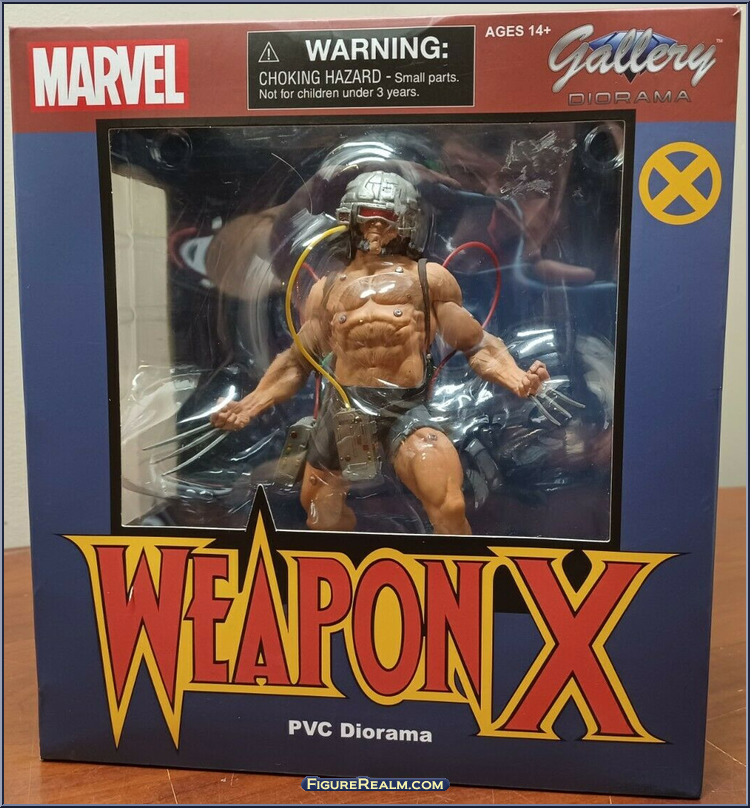 MARVEL
⚠ WARNING:
CHOKING HAZARD - Small parts.
Not for children under 3 years.
AGES 14+
Gallery™
DIORAMA
WEAPON X
PVC Diorama
FIGUREREALM.COM